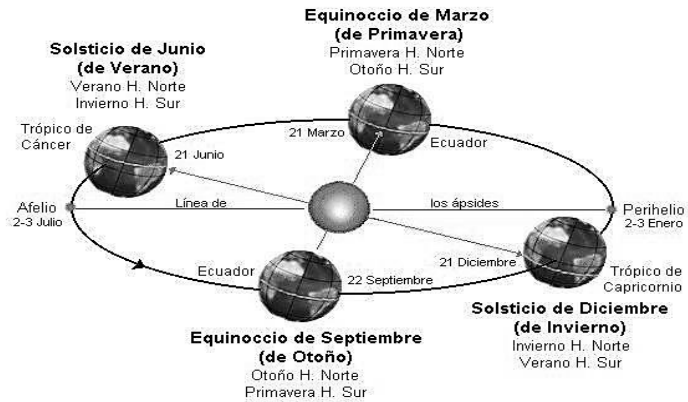 Equinoccio de Marzo
(de Primavera)
Primavera H. Norte
Otoño H. Sur
Solsticio de Junio
(de Verano)
Verano H. Norte
Invierno H. Sur
Trópico de
Cáncer
21 Junio
21 Marzo
Ecuador
Afelio
2-3 Julio
Línea de
los ápsides
Perihelio
2-3 Enero
Ecuador
22 Septiembre
21 Diciembre
Trópico de
Capricornio
Equinoccio de Septiembre
(de Otoño)
Otoño H. Norte
Primavera H. Sur
Solsticio de Diciembre
(de Invierno)
Invierno H. Norte
Verano H. Sur